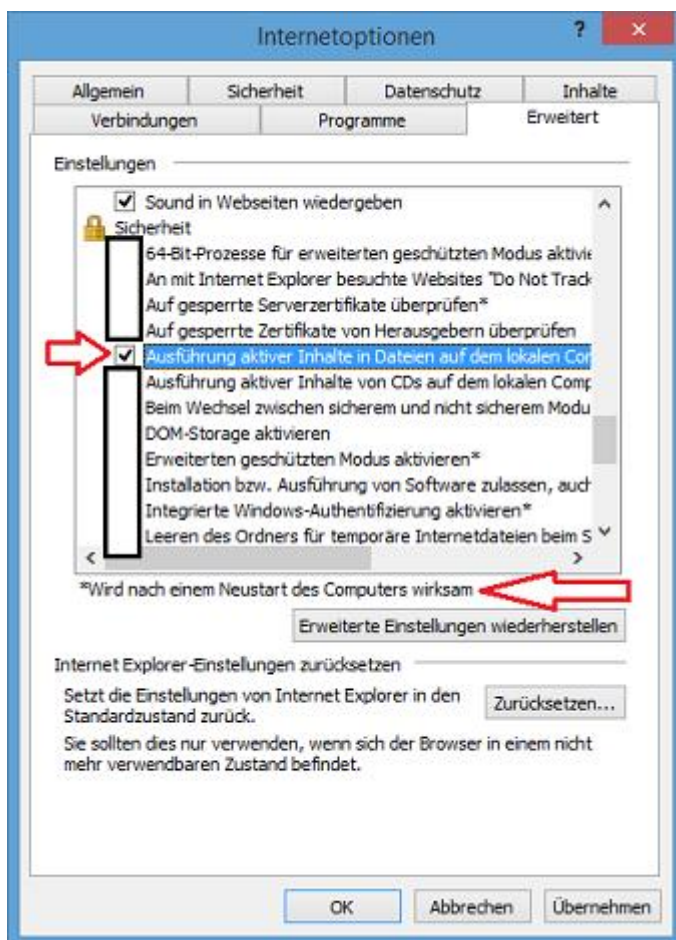 Internetoptionen
?
×
Allgemein
Sicherheit
Datenschutz
Inhalte
Verbindungen
Programme
Erweitert
Einstellungen
Sound in Webseiten wiedergeben
Sicherheit
64-Bit-Prozesse für erweiterten geschützten Modus aktivie
An mit Internet Explorer besuchte Websites "Do Not Track
Auf gesperrte Serverzertifikate überprüfen*
Auf gesperrte Zertifikate von Herausgebern überprüfen
Ausführung aktiver Inhalte in Dateien auf dem lokalen Con
Ausführung aktiver Inhalte von CDs auf dem lokalen Comp
Beim Wechsel zwischen sicherem und nicht sicherem Modu
DOM-Storage aktivieren
Erweiterten geschützten Modus aktivieren*
Installation bzw. Ausführung von Software zulassen, auch
Integrierte Windows-Authentifizierung aktivieren*
Leeren des Ordners für temporäre Internetdateien beim S
*Wird nach einem Neustart des Computers wirksam
Erweiterte Einstellungen wiederherstellen
Internet Explorer-Einstellungen zurücksetzen
Setzt die Einstellungen von Internet Explorer in den
Standardzustand zurück.
Zurücksetzen...
Sie sollten dies nur verwenden, wenn sich der Browser in einem nicht
mehr verwendbaren Zustand befindet.
OK
Abbrechen
Übernehmen